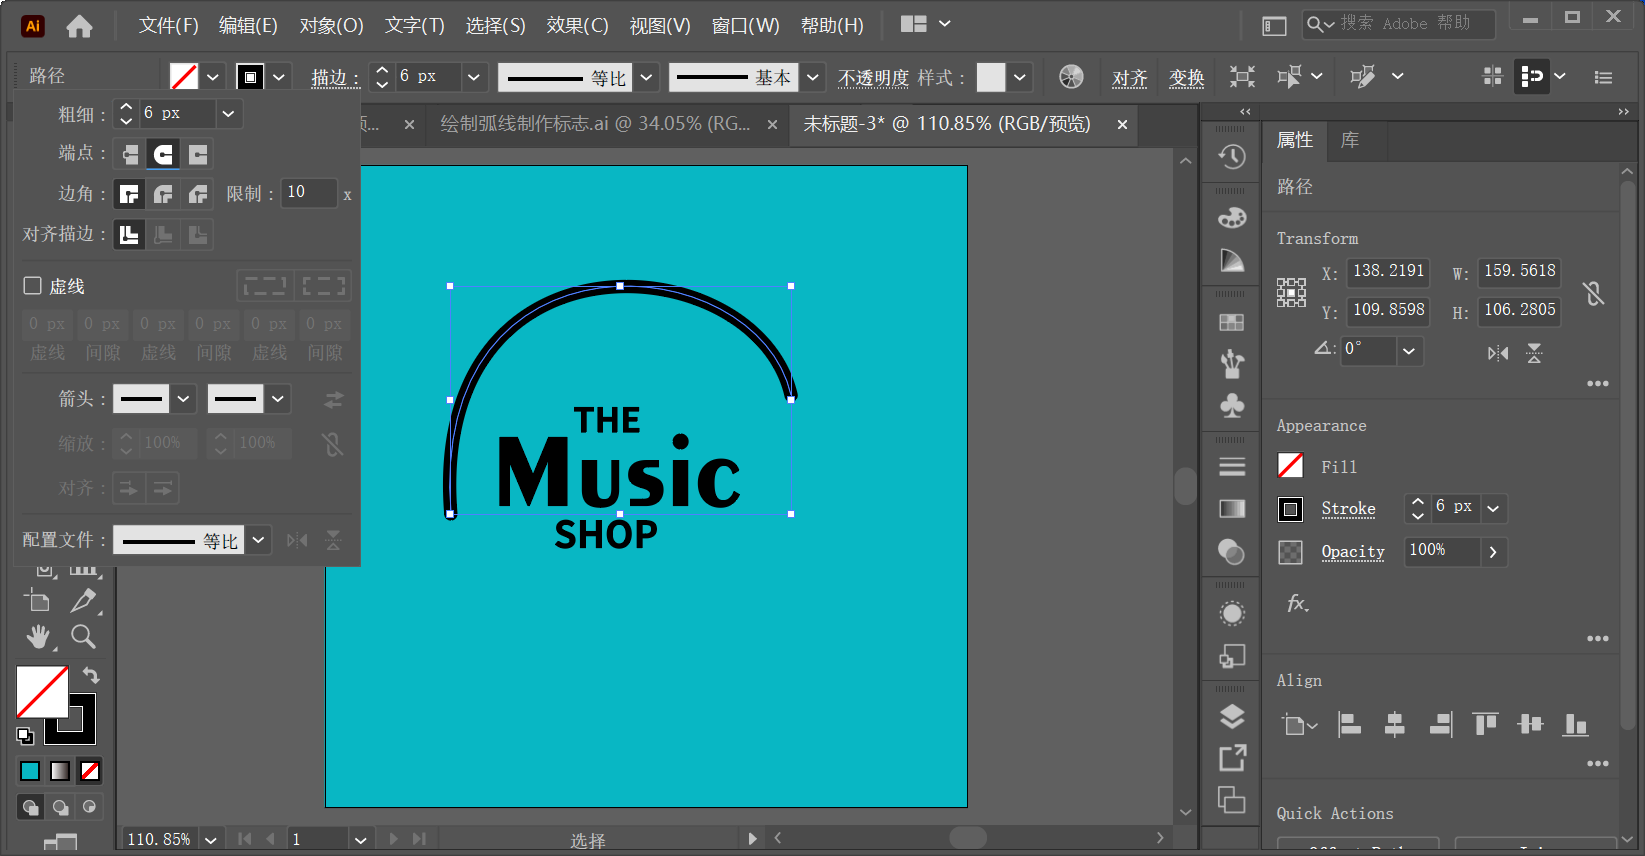 Ai 文件(F) 编辑(E) 对象(O) 文字(T) 选择(S) 效果(C) 视图(V) 窗口(W) 帮助(H) 搜索 Adobe 帮助
路径 描边： 6 px 等比 基本 不透明度 样式： 对齐 变换
粗细： 6 px
绘制弧线制作标志.ai @ 34.05% (RG... × 未标题-3* @ 110.85% (RGB/预览) ×
端点：
边角： 限制： 10 x
对齐描边：
虚线
0 px 0 px 0 px 0 px 0 px 0 px
虚线 间隙 虚线 间隙 虚线 间隙
箭头：
缩放： 100% 100%
对齐：
配置文件： 等比
THE
Music
SHOP
110.85% 1 选择
属性 库
路径
Transform
X: 138.2191 W: 159.5618
Y: 109.8598 H: 106.2805
0°
Appearance
Fill
Stroke 6 px
Opacity 100%
fx.
Align
Quick Actions